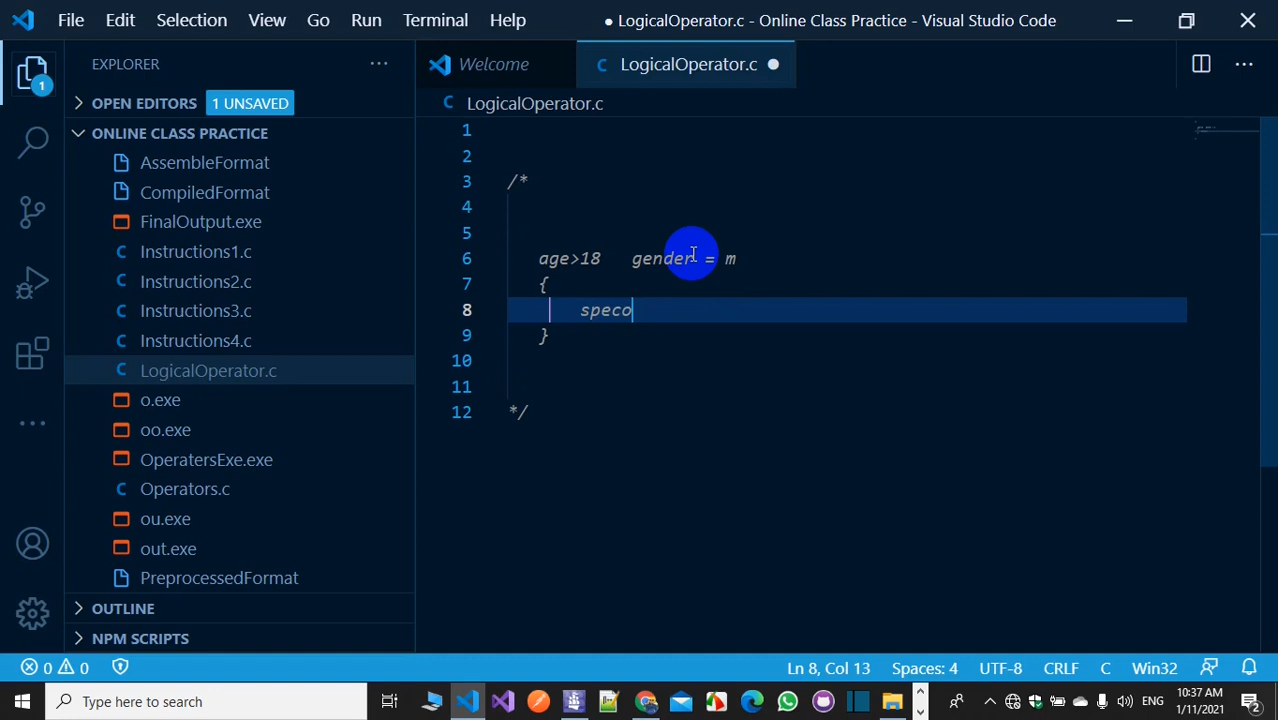 File Edit Selection View Go Run Terminal Help ● LogicalOperator.c - Online Class Practice - Visual Studio Code
EXPLORER ···
Welcome
C LogicalOperator.c ●
OPEN EDITORS 1 UNSAVED
C LogicalOperator.c
ONLINE CLASS PRACTICE
AssembleFormat
CompiledFormat
FinalOutput.exe
C Instructions1.c
C Instructions2.c
C Instructions3.c
C Instructions4.c
C LogicalOperator.c
o.exe
oo.exe
OperatersExe.exe
C Operators.c
ou.exe
out.exe
PreprocessedFormat
OUTLINE
NPM SCRIPTS
1
1
2
3 /*
4
5
6 age>18 gender = m
7 {
8 speco
9 }
10
11
12 */
0 0 Ln 8, Col 13 Spaces: 4 UTF-8 CRLF C Win32
Type here to search
ENG
10:37 AM
1/11/2021
2